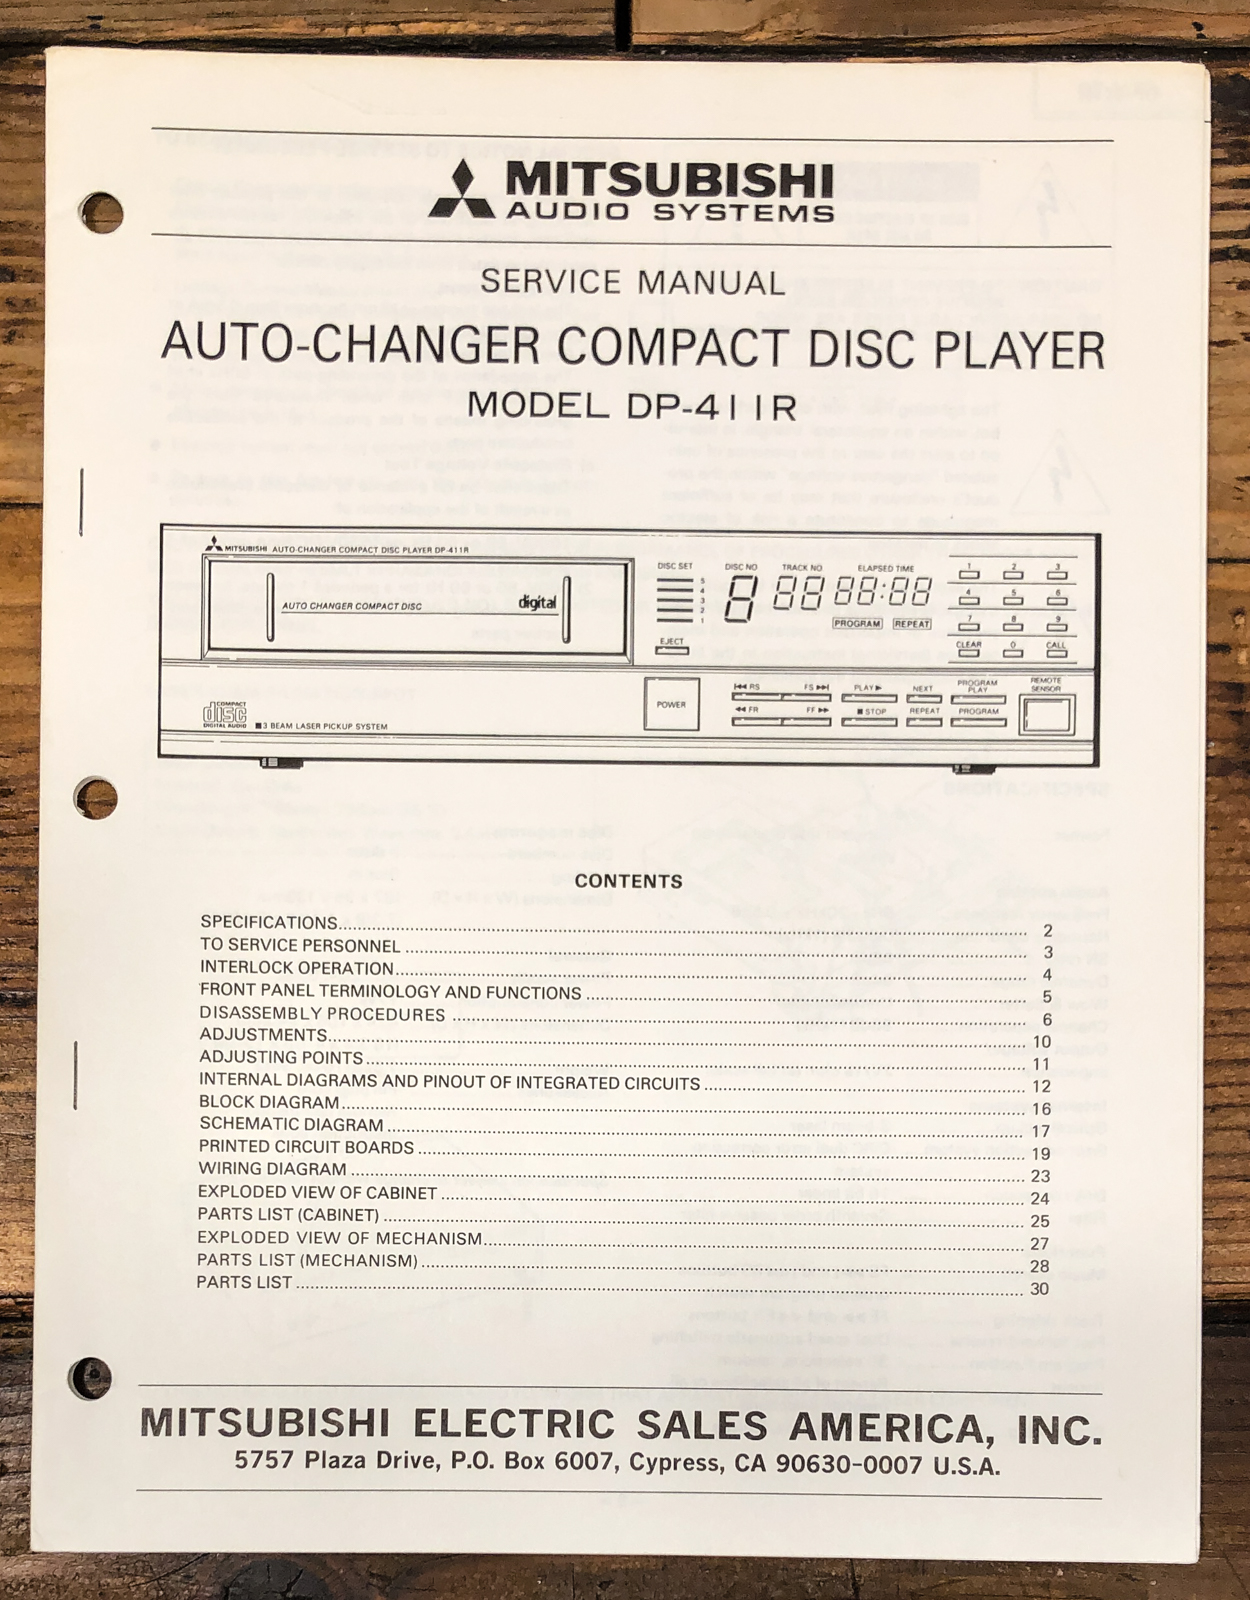 MITSUBISHI
AUDIO SYSTEMS
SERVICE MANUAL
AUTO-CHANGER COMPACT DISC PLAYER
MODEL DP-411R
MITSUBISHI AUTO-CHANGER COMPACT DISC PLAYER DP-411R
AUTO CHANGER COMPACT DISC
digital
DISC SET
5
4
3
2
1
EJECT
DISC NO
TRACK NO
ELAPSED TIME
8 88 88:88
PROGRAM
REPEAT
1 2 3
4 5 6
7 8 9
CLEAR 0 CALL
COMPACT
disc
DIGITAL AUDIO
■3 BEAM LASER PICKUP SYSTEM
POWER
|◀◀ RS
FS ▶▶|
PLAY ▶
NEXT
PROGRAM
PLAY
REMOTE
SENSOR
◀◀ FR
FF ▶▶
■ STOP
REPEAT
PROGRAM
CONTENTS
SPECIFICATIONS 2
TO SERVICE PERSONNEL 3
INTERLOCK OPERATION 4
FRONT PANEL TERMINOLOGY AND FUNCTIONS 5
DISASSEMBLY PROCEDURES 6
ADJUSTMENTS 10
ADJUSTING POINTS 11
INTERNAL DIAGRAMS AND PINOUT OF INTEGRATED CIRCUITS 12
BLOCK DIAGRAM 16
SCHEMATIC DIAGRAM 17
PRINTED CIRCUIT BOARDS 19
WIRING DIAGRAM 23
EXPLODED VIEW OF CABINET 24
PARTS LIST (CABINET) 25
EXPLODED VIEW OF MECHANISM 27
PARTS LIST (MECHANISM) 28
PARTS LIST 30
MITSUBISHI ELECTRIC SALES AMERICA, INC.
5757 Plaza Drive, P.O. Box 6007, Cypress, CA 90630-0007 U.S.A.